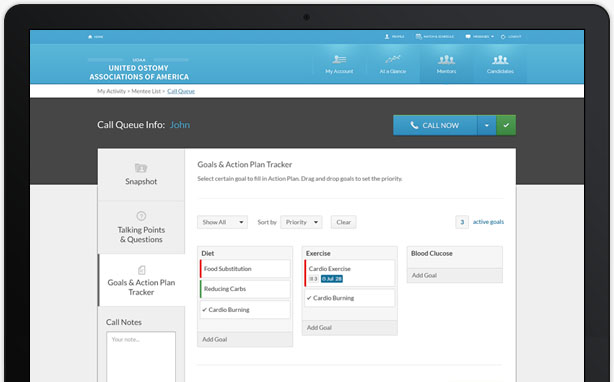 HOME
PROFILE
MATCH & SCHEDULE
SEMINARS
LOGOUT
UOAA
UNITED OSTOMY
ASSOCIATIONS OF AMERICA
My Account
At a Glance
Mentors
Candidates
My Activity > Mentee List > Call Queue
Call Queue Info: John
CALL NOW
Snapshot
Talking Points
& Questions
Goals & Action Plan
Tracker
Call Notes
Your note...
Goals & Action Plan Tracker
Select certain goal to fill in Action Plan. Drag and drop goals to set the priority.
Show All
Sort by
Priority
Clear
3 active goals
Diet
Food Substitution
Reducing Carbs
✔ Cardio Burning
Add Goal
Exercise
Cardio Exercise
3
Jul 28
✔ Cardio Burning
Add Goal
Blood Clucose
Add Goal